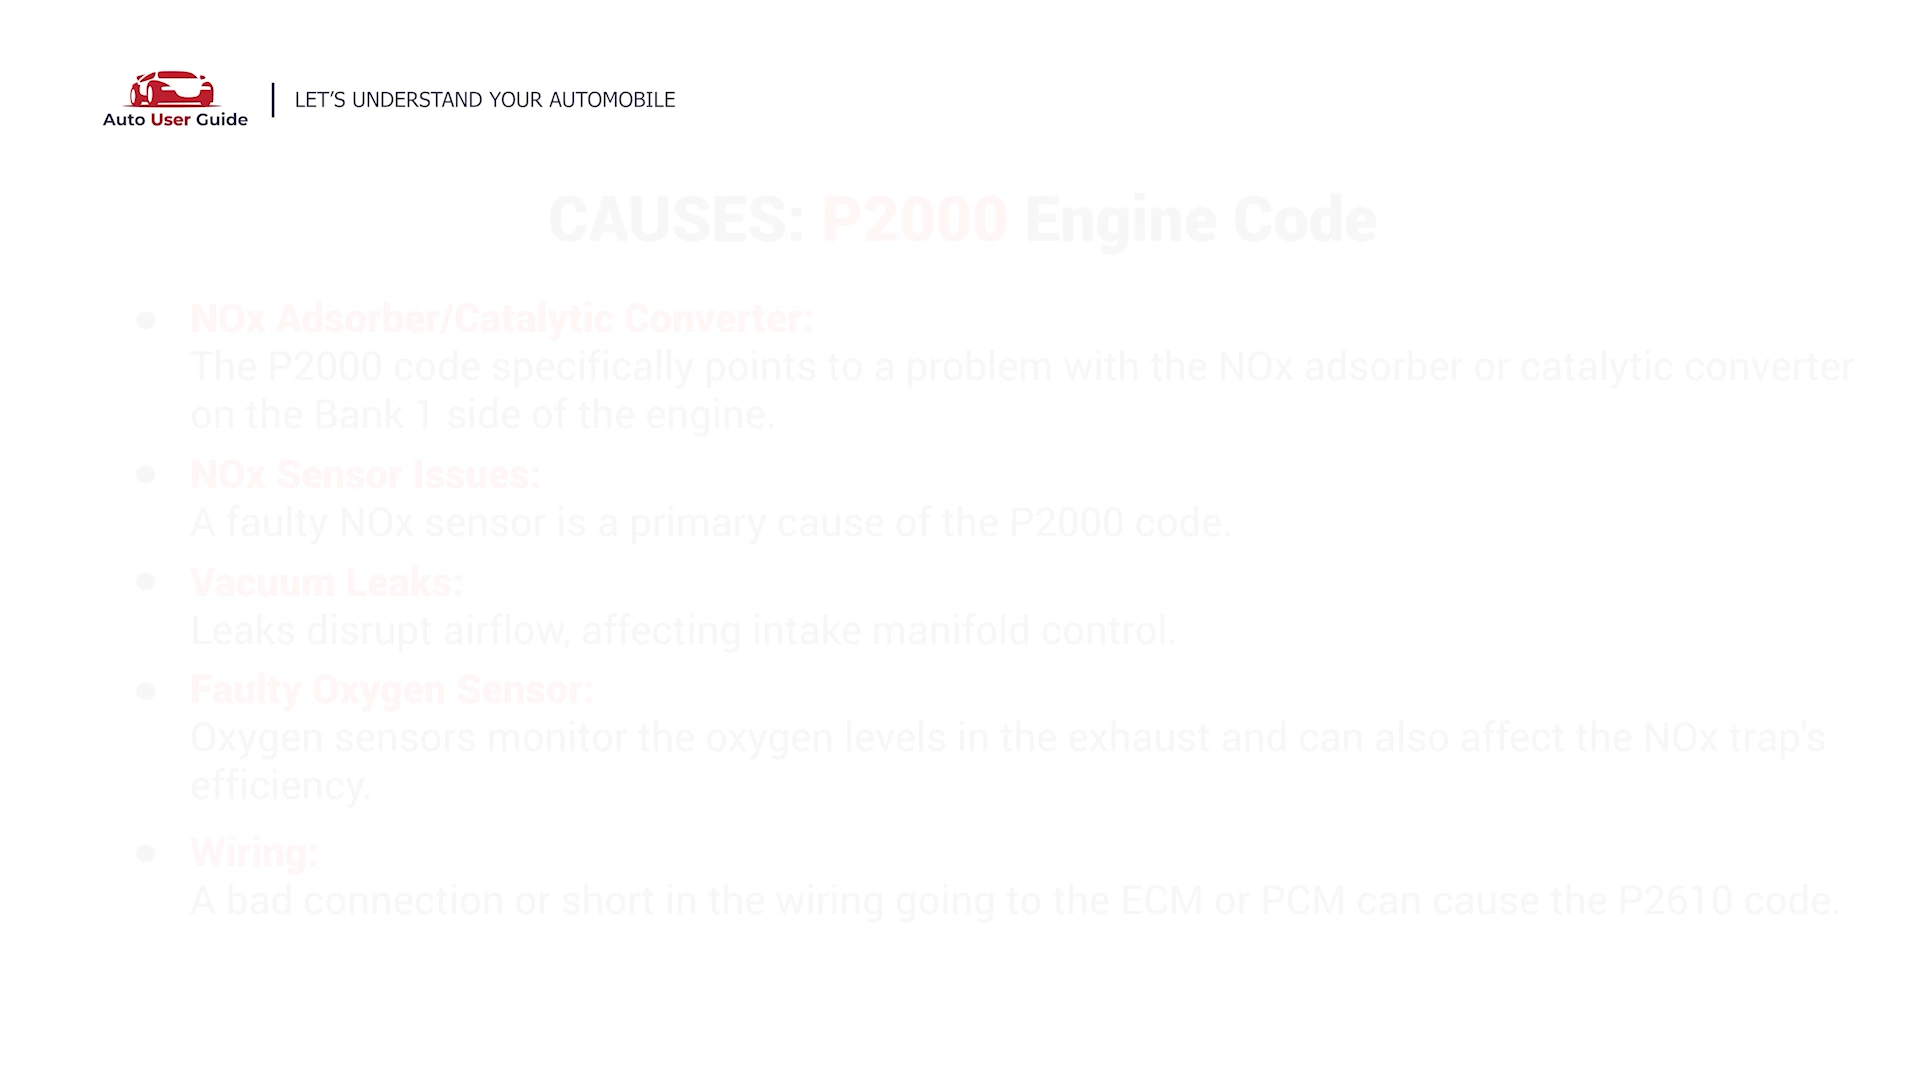 Auto User Guide
LET'S UNDERSTAND YOUR AUTOMOBILE
CAUSES: P2000 Engine Code
● NOx Adsorber/Catalytic Converter:
The P2000 code specifically points to a problem with the NOx adsorber or catalytic converter
on the Bank 1 side of the engine.
● NOx Sensor Issues:
A faulty NOx sensor is a primary cause of the P2000 code.
● Vacuum Leaks:
Leaks disrupt airflow, affecting intake manifold control.
● Faulty Oxygen Sensor:
Oxygen sensors monitor the oxygen levels in the exhaust and can also affect the NOx trap's
efficiency.
● Wiring:
A bad connection or short in the wiring going to the ECM or PCM can cause the P2610 code.